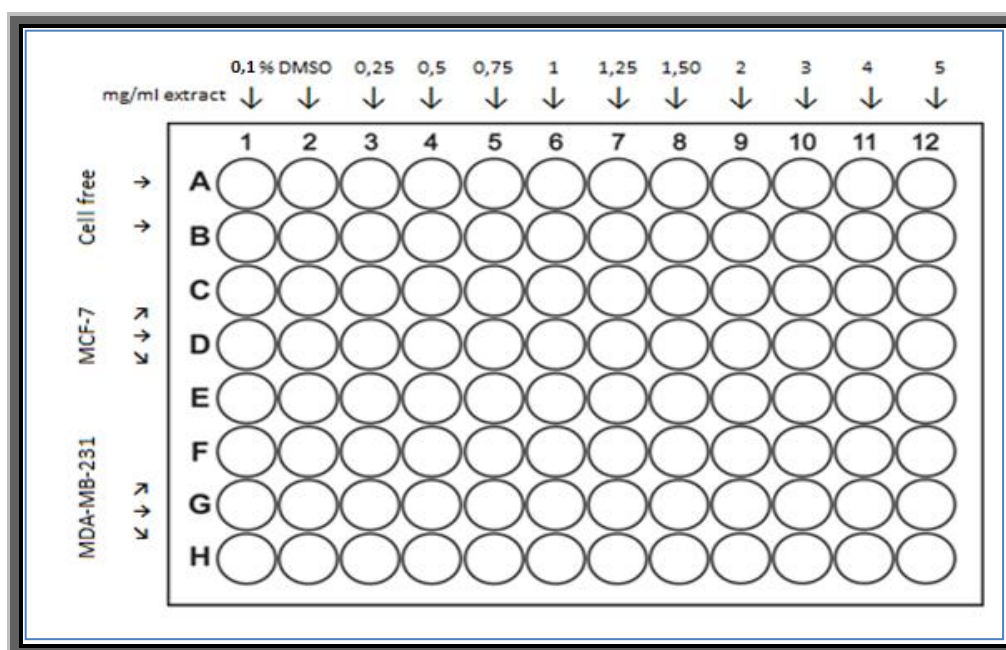 0,1 % DMSO 0,25 0,5 0,75 1 1,25 1,50 2 3 4 5
mg/ml extract
1 2 3 4 5 6 7 8 9 10 11 12
Cell free
A
B
C
MCF-7
D
E
F
MDA-MB-231
G
H